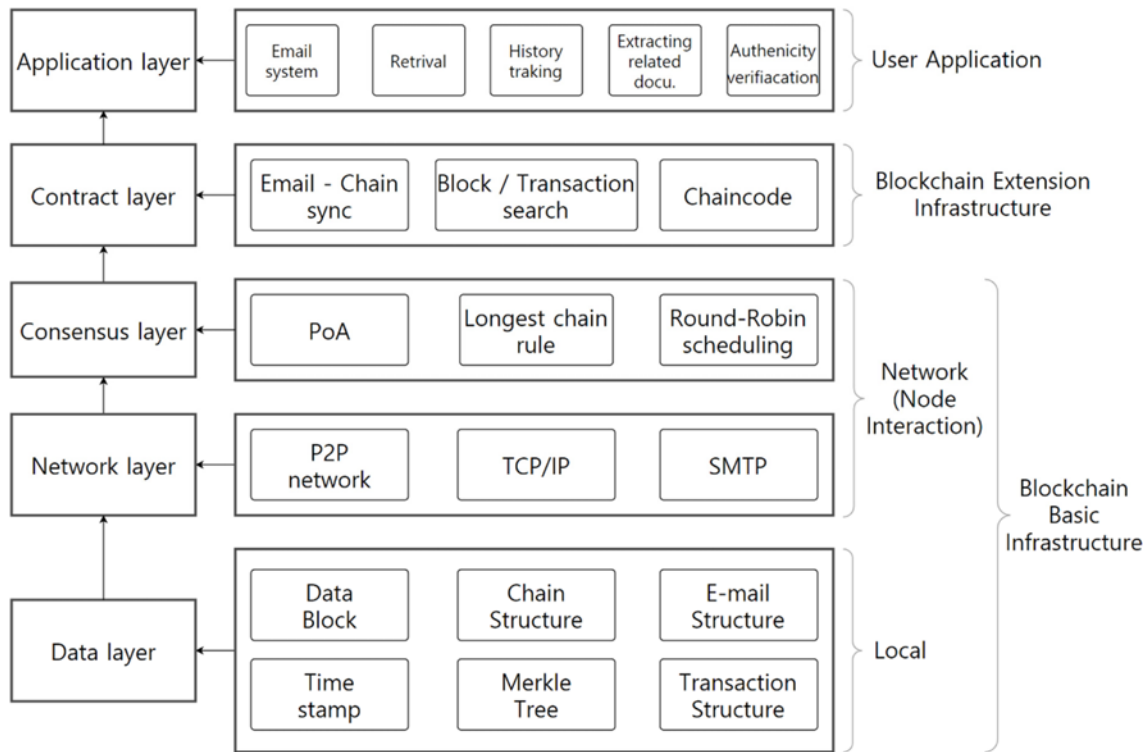 Application layer
Email
system
Retrival
History
traking
Extracting
related
docu.
Authenicity
verifiacation
User Application
Contract layer
Email - Chain
sync
Block / Transaction
search
Chaincode
Blockchain Extension
Infrastructure
Consensus layer
PoA
Longest chain
rule
Round-Robin
scheduling
Network
(Node
Interaction)
Network layer
P2P
network
TCP/IP
SMTP
Blockchain
Basic
Infrastructure
Data layer
Data
Block
Chain
Structure
E-mail
Structure
Time
stamp
Merkle
Tree
Transaction
Structure
Local